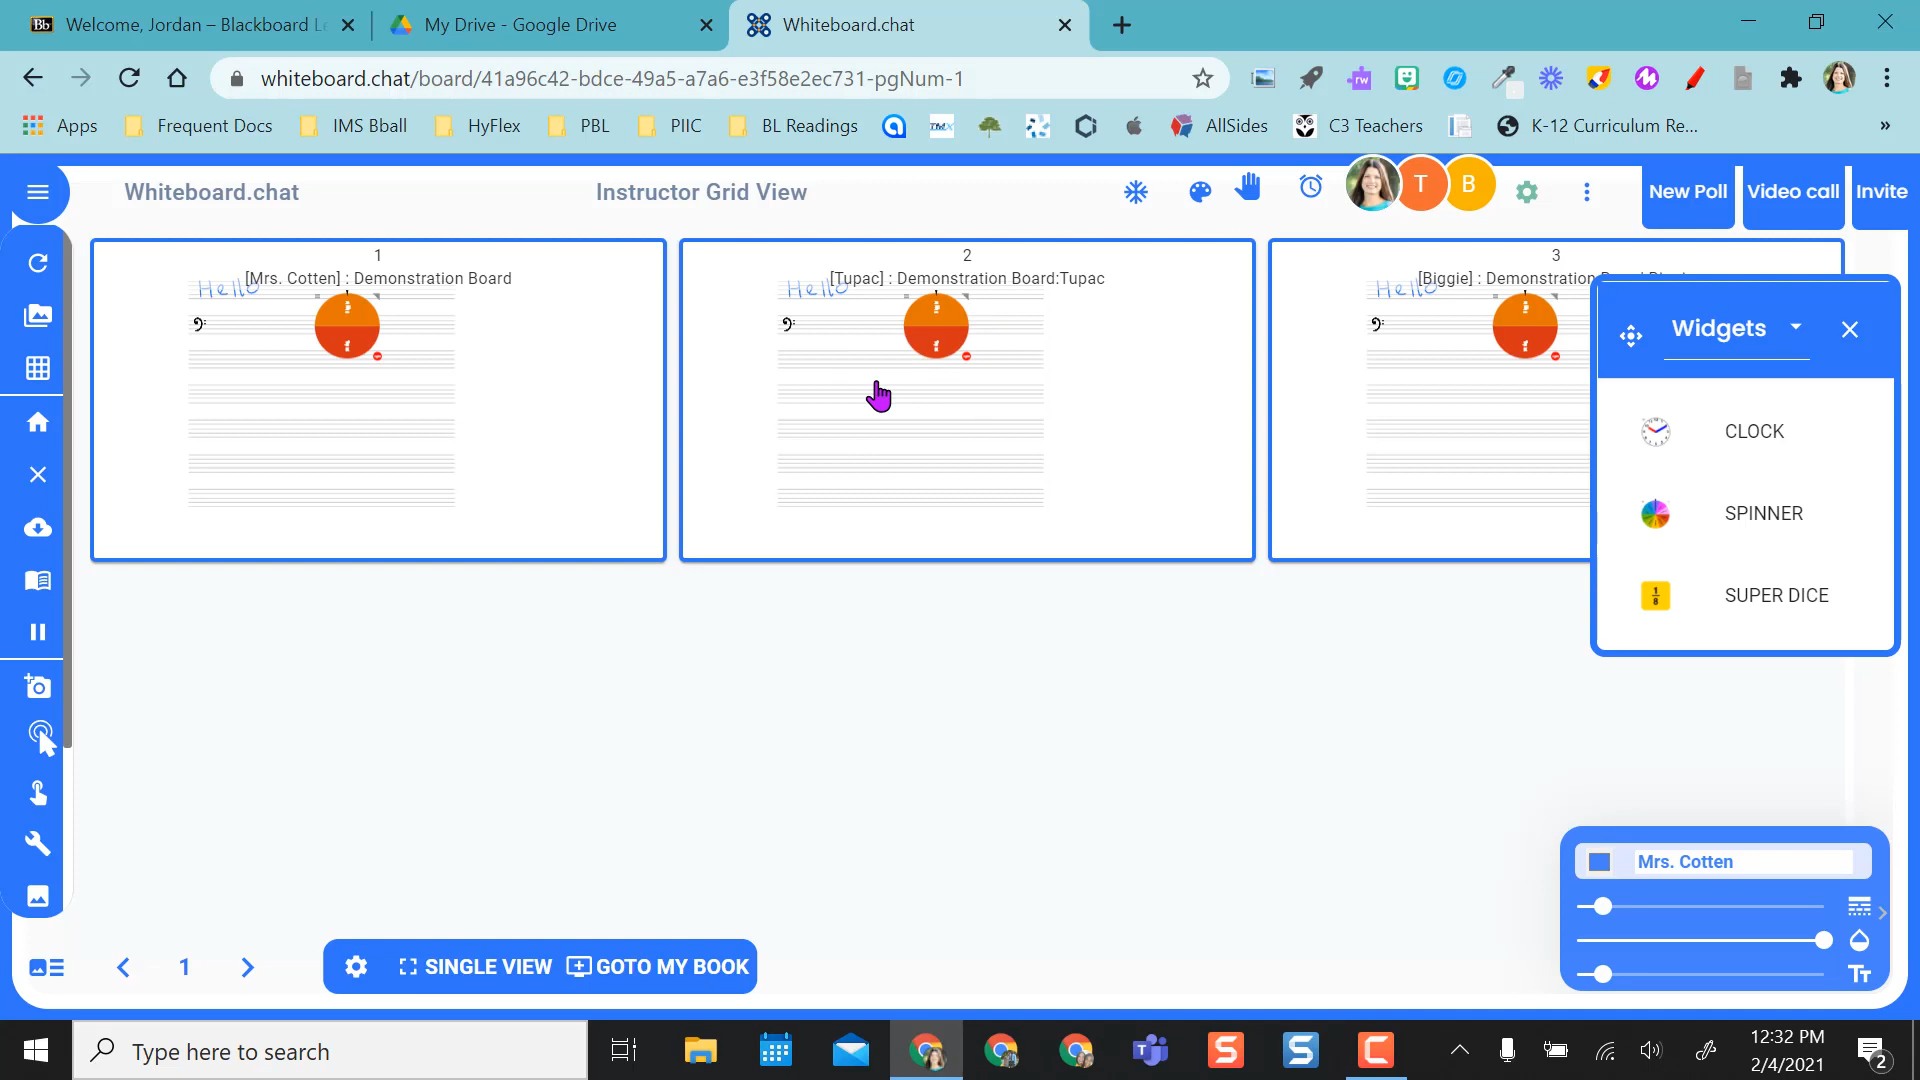 Welcome, Jordan – Blackboard Le
My Drive - Google Drive
Whiteboard.chat
whiteboard.chat/board/41a96c42-bdce-49a5-a7a6-e3f58e2ec731-pgNum-1
Apps
Frequent Docs
IMS Bball
HyFlex
PBL
PIIC
BL Readings
AllSides
C3 Teachers
K-12 Curriculum Re...
»
Whiteboard.chat
Instructor Grid View
T
B
New Poll
Video call
Invite
1
[Mrs. Cotten] : Demonstration Board
Hello
2
[Tupac] : Demonstration Board:Tupac
Hello
3
[Biggie] : Demonstration
Hello
Widgets
CLOCK
SPINNER
SUPER DICE
Mrs. Cotten
1
SINGLE VIEW
GOTO MY BOOK
Type here to search
12:32 PM
2/4/2021
2